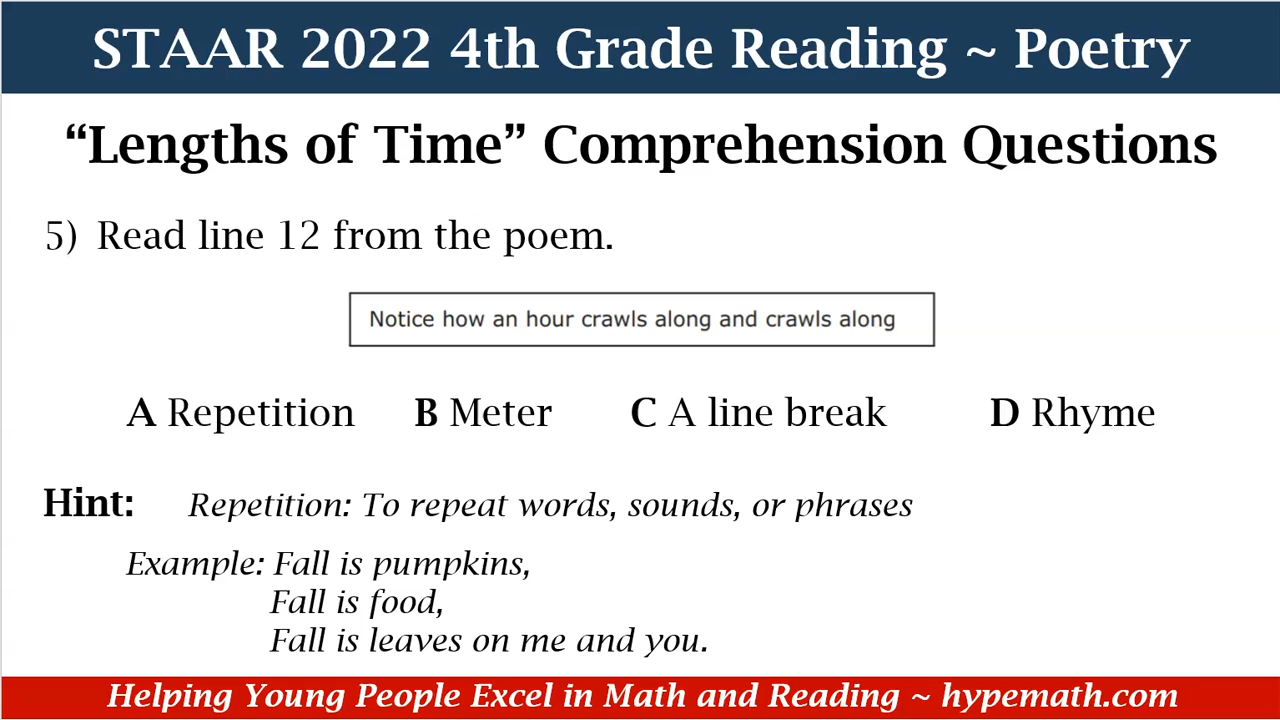 STAAR 2022 4th Grade Reading ~ Poetry
“Lengths of Time” Comprehension Questions
5) Read line 12 from the poem.
Notice how an hour crawls along and crawls along
A Repetition B Meter C A line break D Rhyme
Hint: Repetition: To repeat words, sounds, or phrases
Example: Fall is pumpkins,
Fall is food,
Fall is leaves on me and you.
Helping Young People Excel in Math and Reading ~ hypemath.com